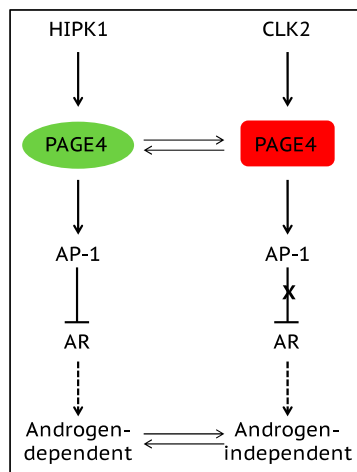 HIPK1 CLK2
PAGE4 PAGE4
AP-1 AP-1
X
AR AR
Androgen- Androgen-
dependent independent